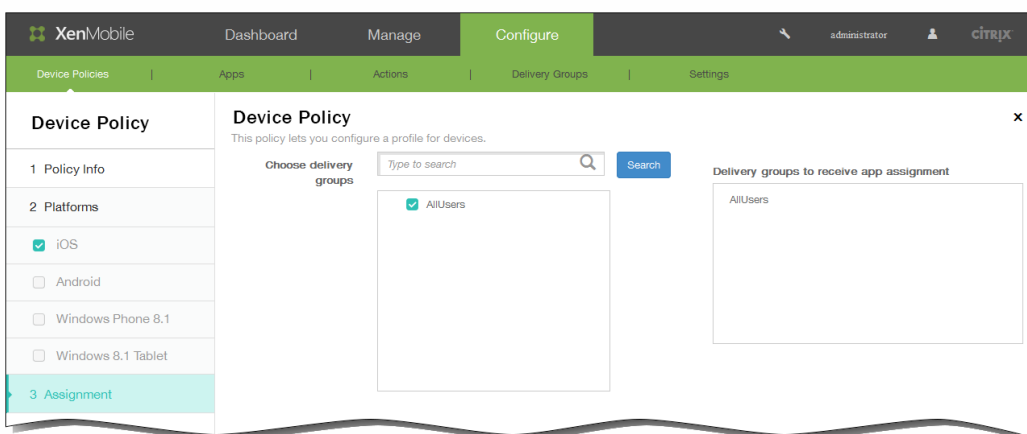 XenMobile Dashboard Manage Configure administrator CİTRIX
Device Policies | Apps | Actions | Delivery Groups | Settings
Device Policy
1 Policy Info
2 Platforms
iOS
Android
Windows Phone 8.1
Windows 8.1 Tablet
3 Assignment
Device Policy x
This policy lets you configure a profile for devices.
Choose delivery
groups
Type to search
Search
AllUsers
Delivery groups to receive app assignment
AllUsers